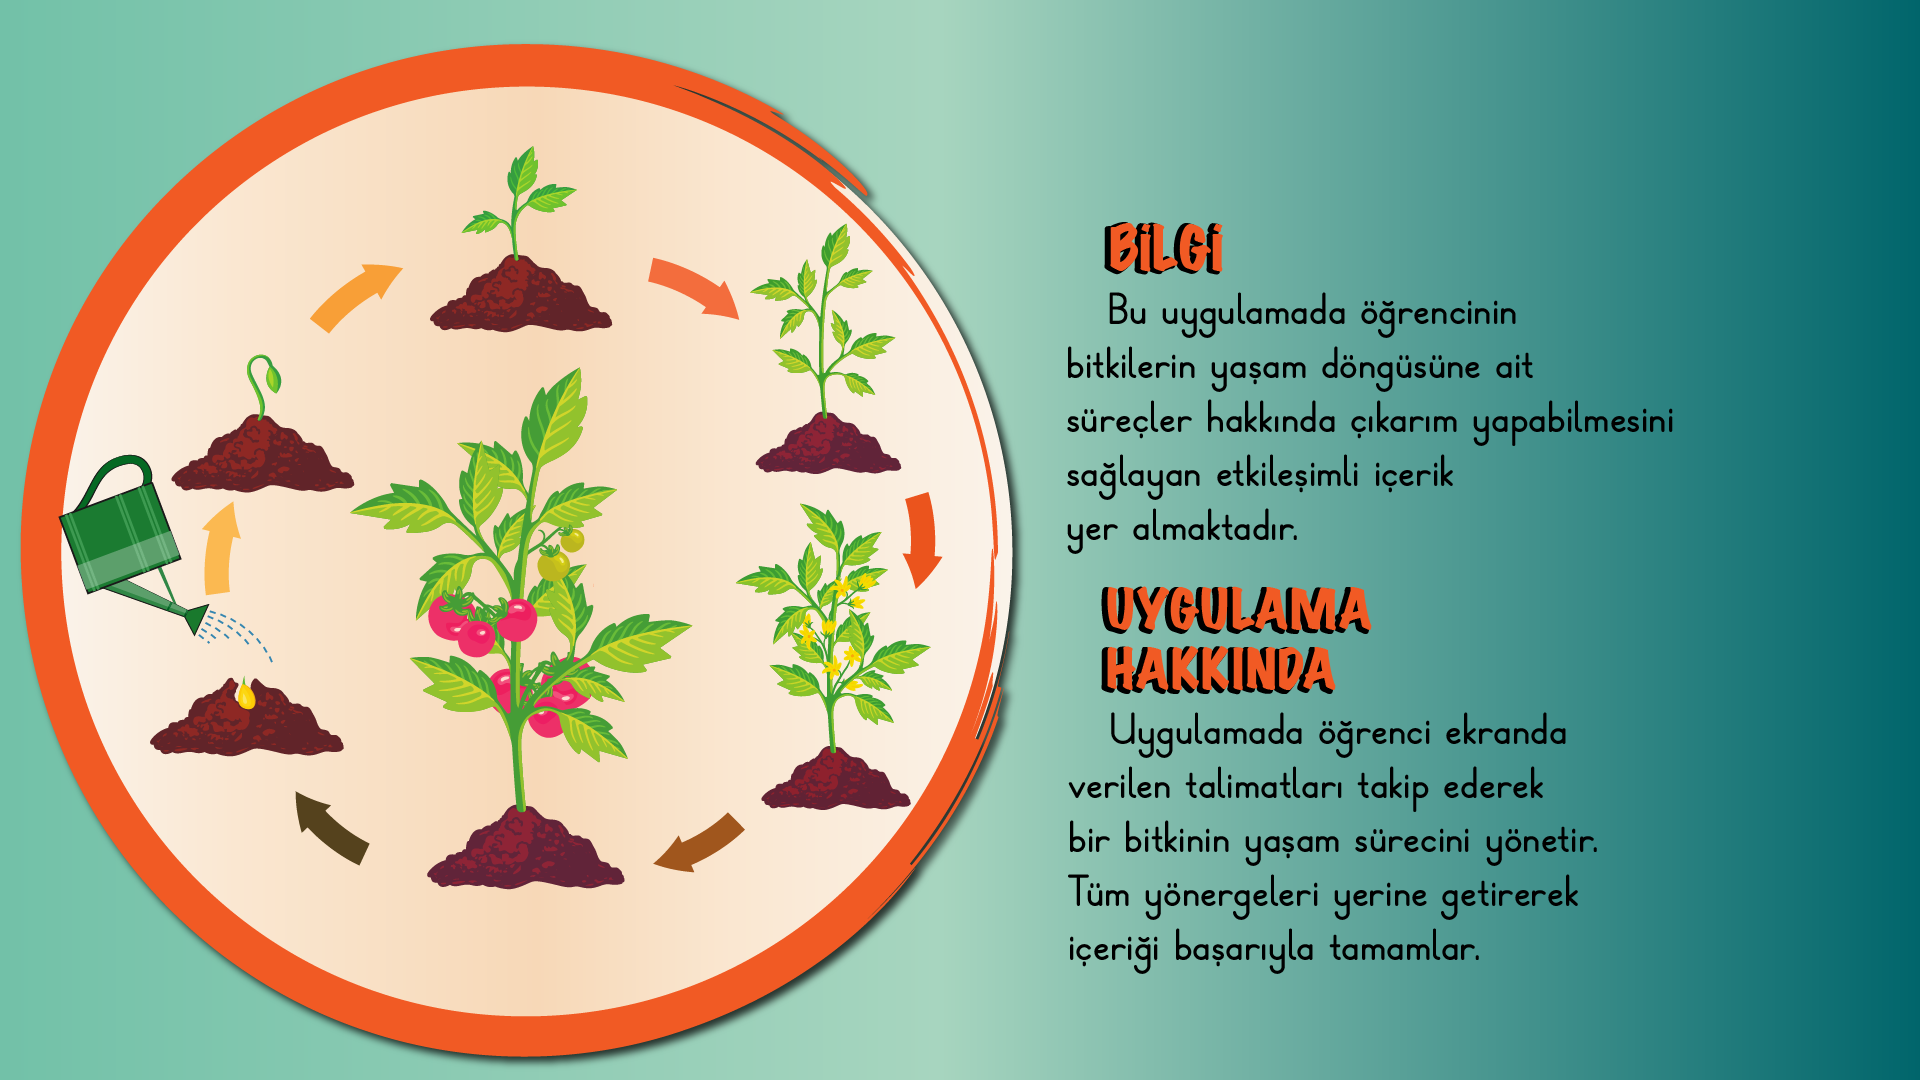 BİLGİ
Bu uygulamada öğrencinin
bitkilerin yaşam döngüsüne ait
süreçler hakkında çıkarım yapabilmesini
sağlayan etkileşimli içerik
yer almaktadır.
UYGULAMA
HAKKINDA
Uygulamada öğrenci ekranda
verilen talimatları takip ederek
bir bitkinin yaşam sürecini yönetir.
Tüm yönergeleri yerine getirerek
içeriği başarıyla tamamlar.